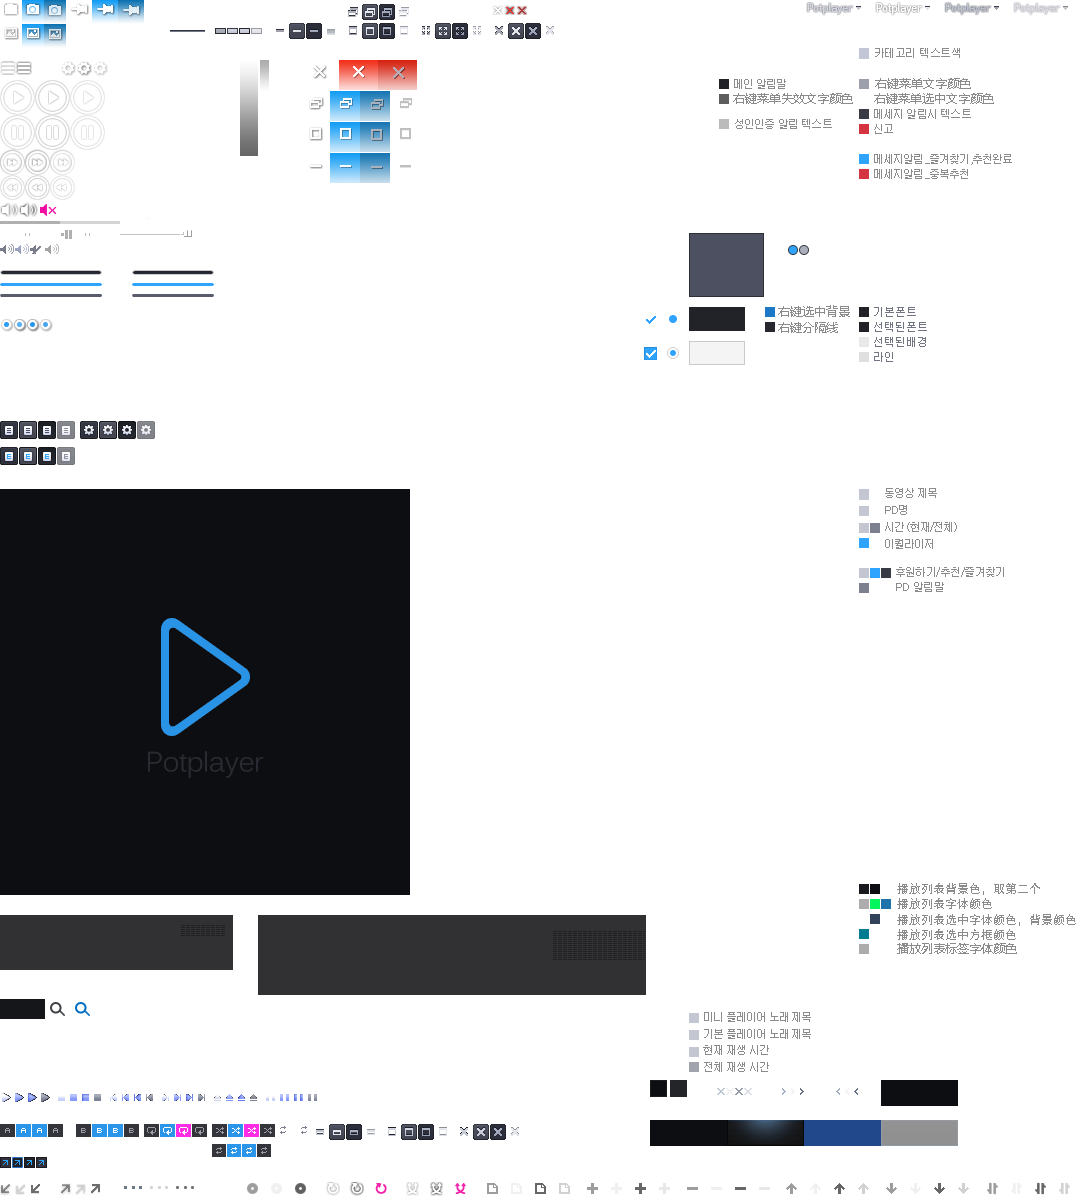 Potplayer Potplayer Potplayer Potplayer
카테고리 텍스트색
메인 알림말
右键菜单失效文字颜色
성인인증 알림 텍스트
右键菜单文字颜色
右键菜单选中文字颜色
메세지 알림시 텍스트
신고
메세지알림_즐겨찾기,추천완료
메세지알림_중복추천
右键选中背景
右键分隔线
기본폰트
선택된폰트
선택된배경
라인
동영상 제목
PD명
시간 (현재/전체)
이퀄라이저
후원하기/추천/즐겨찾기
PD 알림말
Potplayer
播放列表背景色，取第二个
播放列表字体颜色
播放列表选中字体颜色，背景颜色
播放列表选中方框颜色
播放列表标签字体颜色
미니 플레이어 노래 제목
기본 플레이어 노래 제목
현재 재생 시간
전체 재생 시간
A A A A B B B B